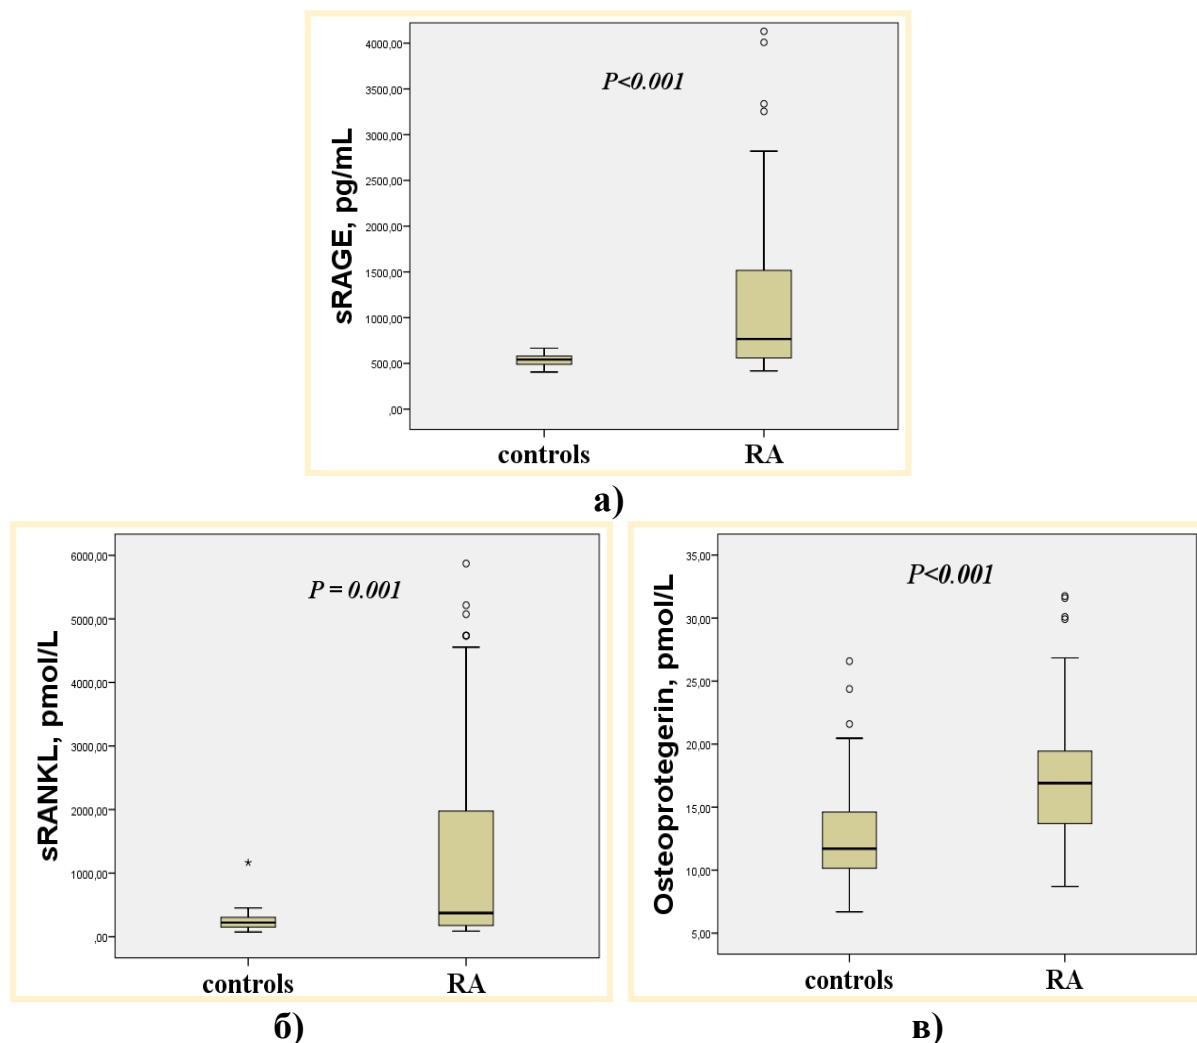 4000,00
P<0.001
3500,00
3000,00
2500,00
2000,00
1500,00
1000,00
500,00
,00
sRAGE, pg/mL
controls RA
а)
6000,00
P = 0.001
5000,00
4000,00
3000,00
2000,00
*
1000,00
,00
sRANKL, pmol/L
controls RA
б)
35,00
P<0.001
30,00
25,00
20,00
15,00
10,00
5,00
Osteoprotegerin, pmol/L
controls RA
в)